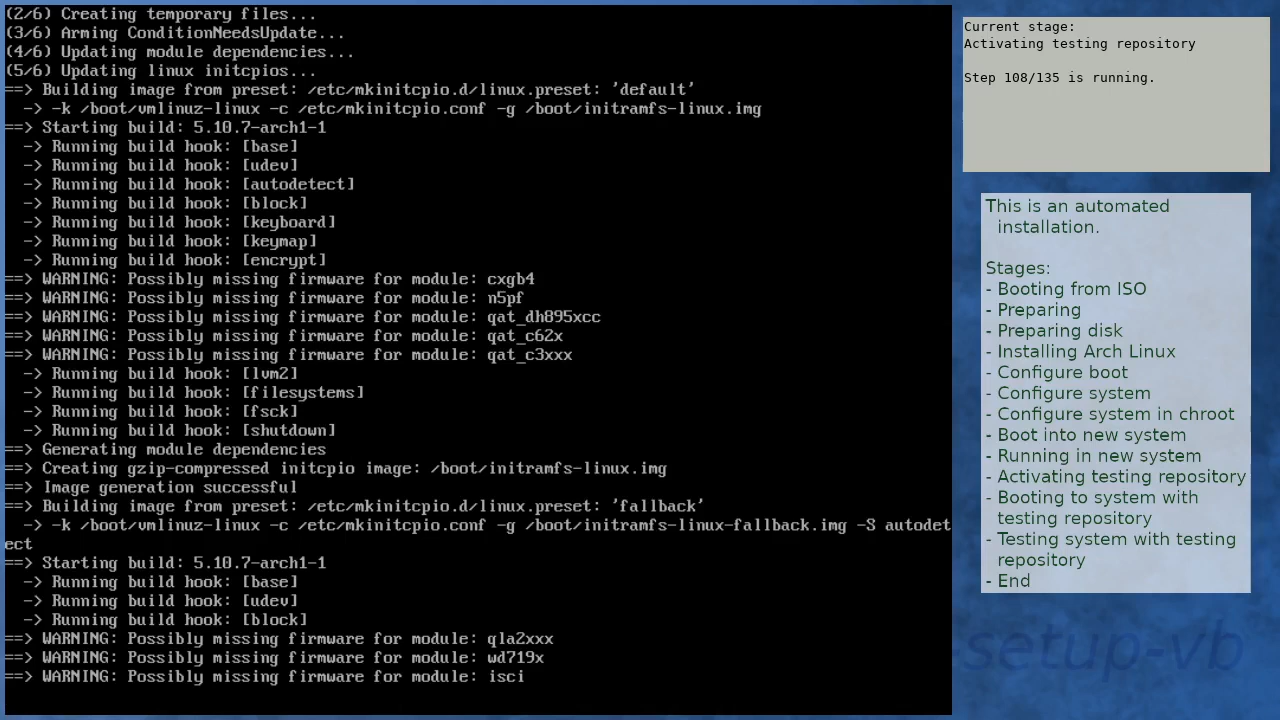 (2/6) Creating temporary files...
(3/6) Arming ConditionNeedsUpdate...
(4/6) Updating module dependencies...
(5/6) Updating linux initcpios...
==> Building image from preset: /etc/mkinitcpio.d/linux.preset: 'default'
  -> -k /boot/vmlinuz-linux -c /etc/mkinitcpio.conf -g /boot/initramfs-linux.img
==> Starting build: 5.10.7-arch1-1
  -> Running build hook: [base]
  -> Running build hook: [udev]
  -> Running build hook: [autodetect]
  -> Running build hook: [block]
  -> Running build hook: [keyboard]
  -> Running build hook: [keymap]
  -> Running build hook: [encrypt]
==> WARNING: Possibly missing firmware for module: cxgb4
==> WARNING: Possibly missing firmware for module: n5pf
==> WARNING: Possibly missing firmware for module: qat_dh895xcc
==> WARNING: Possibly missing firmware for module: qat_c62x
==> WARNING: Possibly missing firmware for module: qat_c3xxx
  -> Running build hook: [lvm2]
  -> Running build hook: [filesystems]
  -> Running build hook: [fsck]
  -> Running build hook: [shutdown]
==> Generating module dependencies
==> Creating gzip-compressed initcpio image: /boot/initramfs-linux.img
==> Image generation successful
==> Building image from preset: /etc/mkinitcpio.d/linux.preset: 'fallback'
  -> -k /boot/vmlinuz-linux -c /etc/mkinitcpio.conf -g /boot/initramfs-linux-fallback.img -S autodet
ect
==> Starting build: 5.10.7-arch1-1
  -> Running build hook: [base]
  -> Running build hook: [udev]
  -> Running build hook: [block]
==> WARNING: Possibly missing firmware for module: qla2xxx
==> WARNING: Possibly missing firmware for module: wd719x
==> WARNING: Possibly missing firmware for module: isci
Current stage:
Activating testing repository
Step 108/135 is running.
This is an automated
installation.
Stages:
- Booting from ISO
- Preparing
- Preparing disk
- Installing Arch Linux
- Configure boot
- Configure system
- Configure system in chroot
- Boot into new system
- Running in new system
- Activating testing repository
- Booting to system with
testing repository
- Testing system with testing
repository
- End
-setup-vb